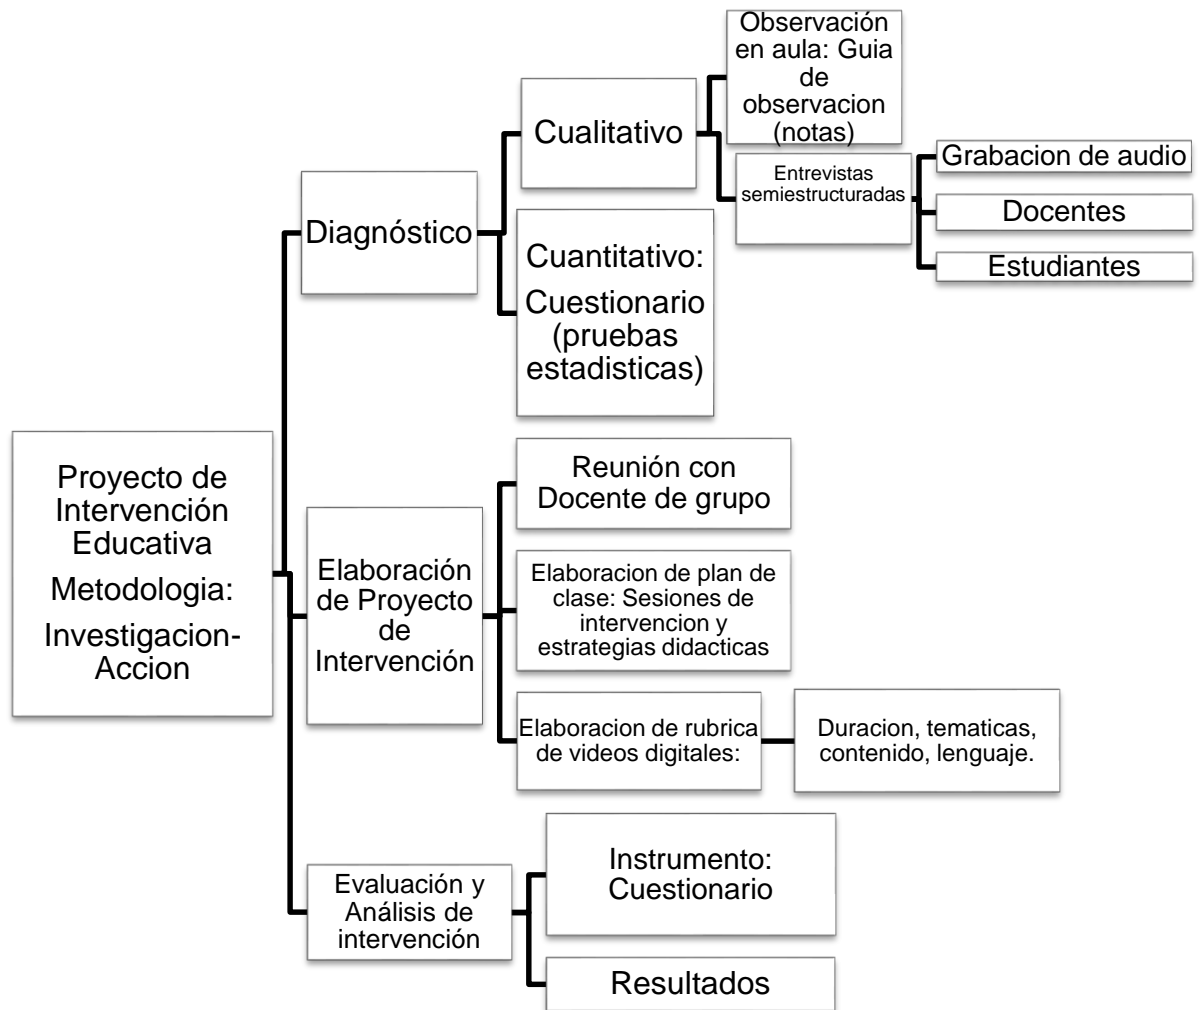 Proyecto de
Intervención
Educativa
Metodologia:
Investigacion-
Accion
Diagnóstico
Cualitativo
Observación
en aula: Guia
de
observacion
(notas)
Entrevistas
semiestructuradas
Grabacion de audio
Docentes
Estudiantes
Cuantitativo:
Cuestionario
(pruebas
estadisticas)
Elaboración
de Proyecto
de
Intervención
Reunión con
Docente de grupo
Elaboracion de plan de
clase: Sesiones de
intervencion y
estrategias didacticas
Elaboracion de rubrica
de videos digitales:
Duracion, tematicas,
contenido, lenguaje.
Evaluación y
Análisis de
intervención
Instrumento:
Cuestionario
Resultados